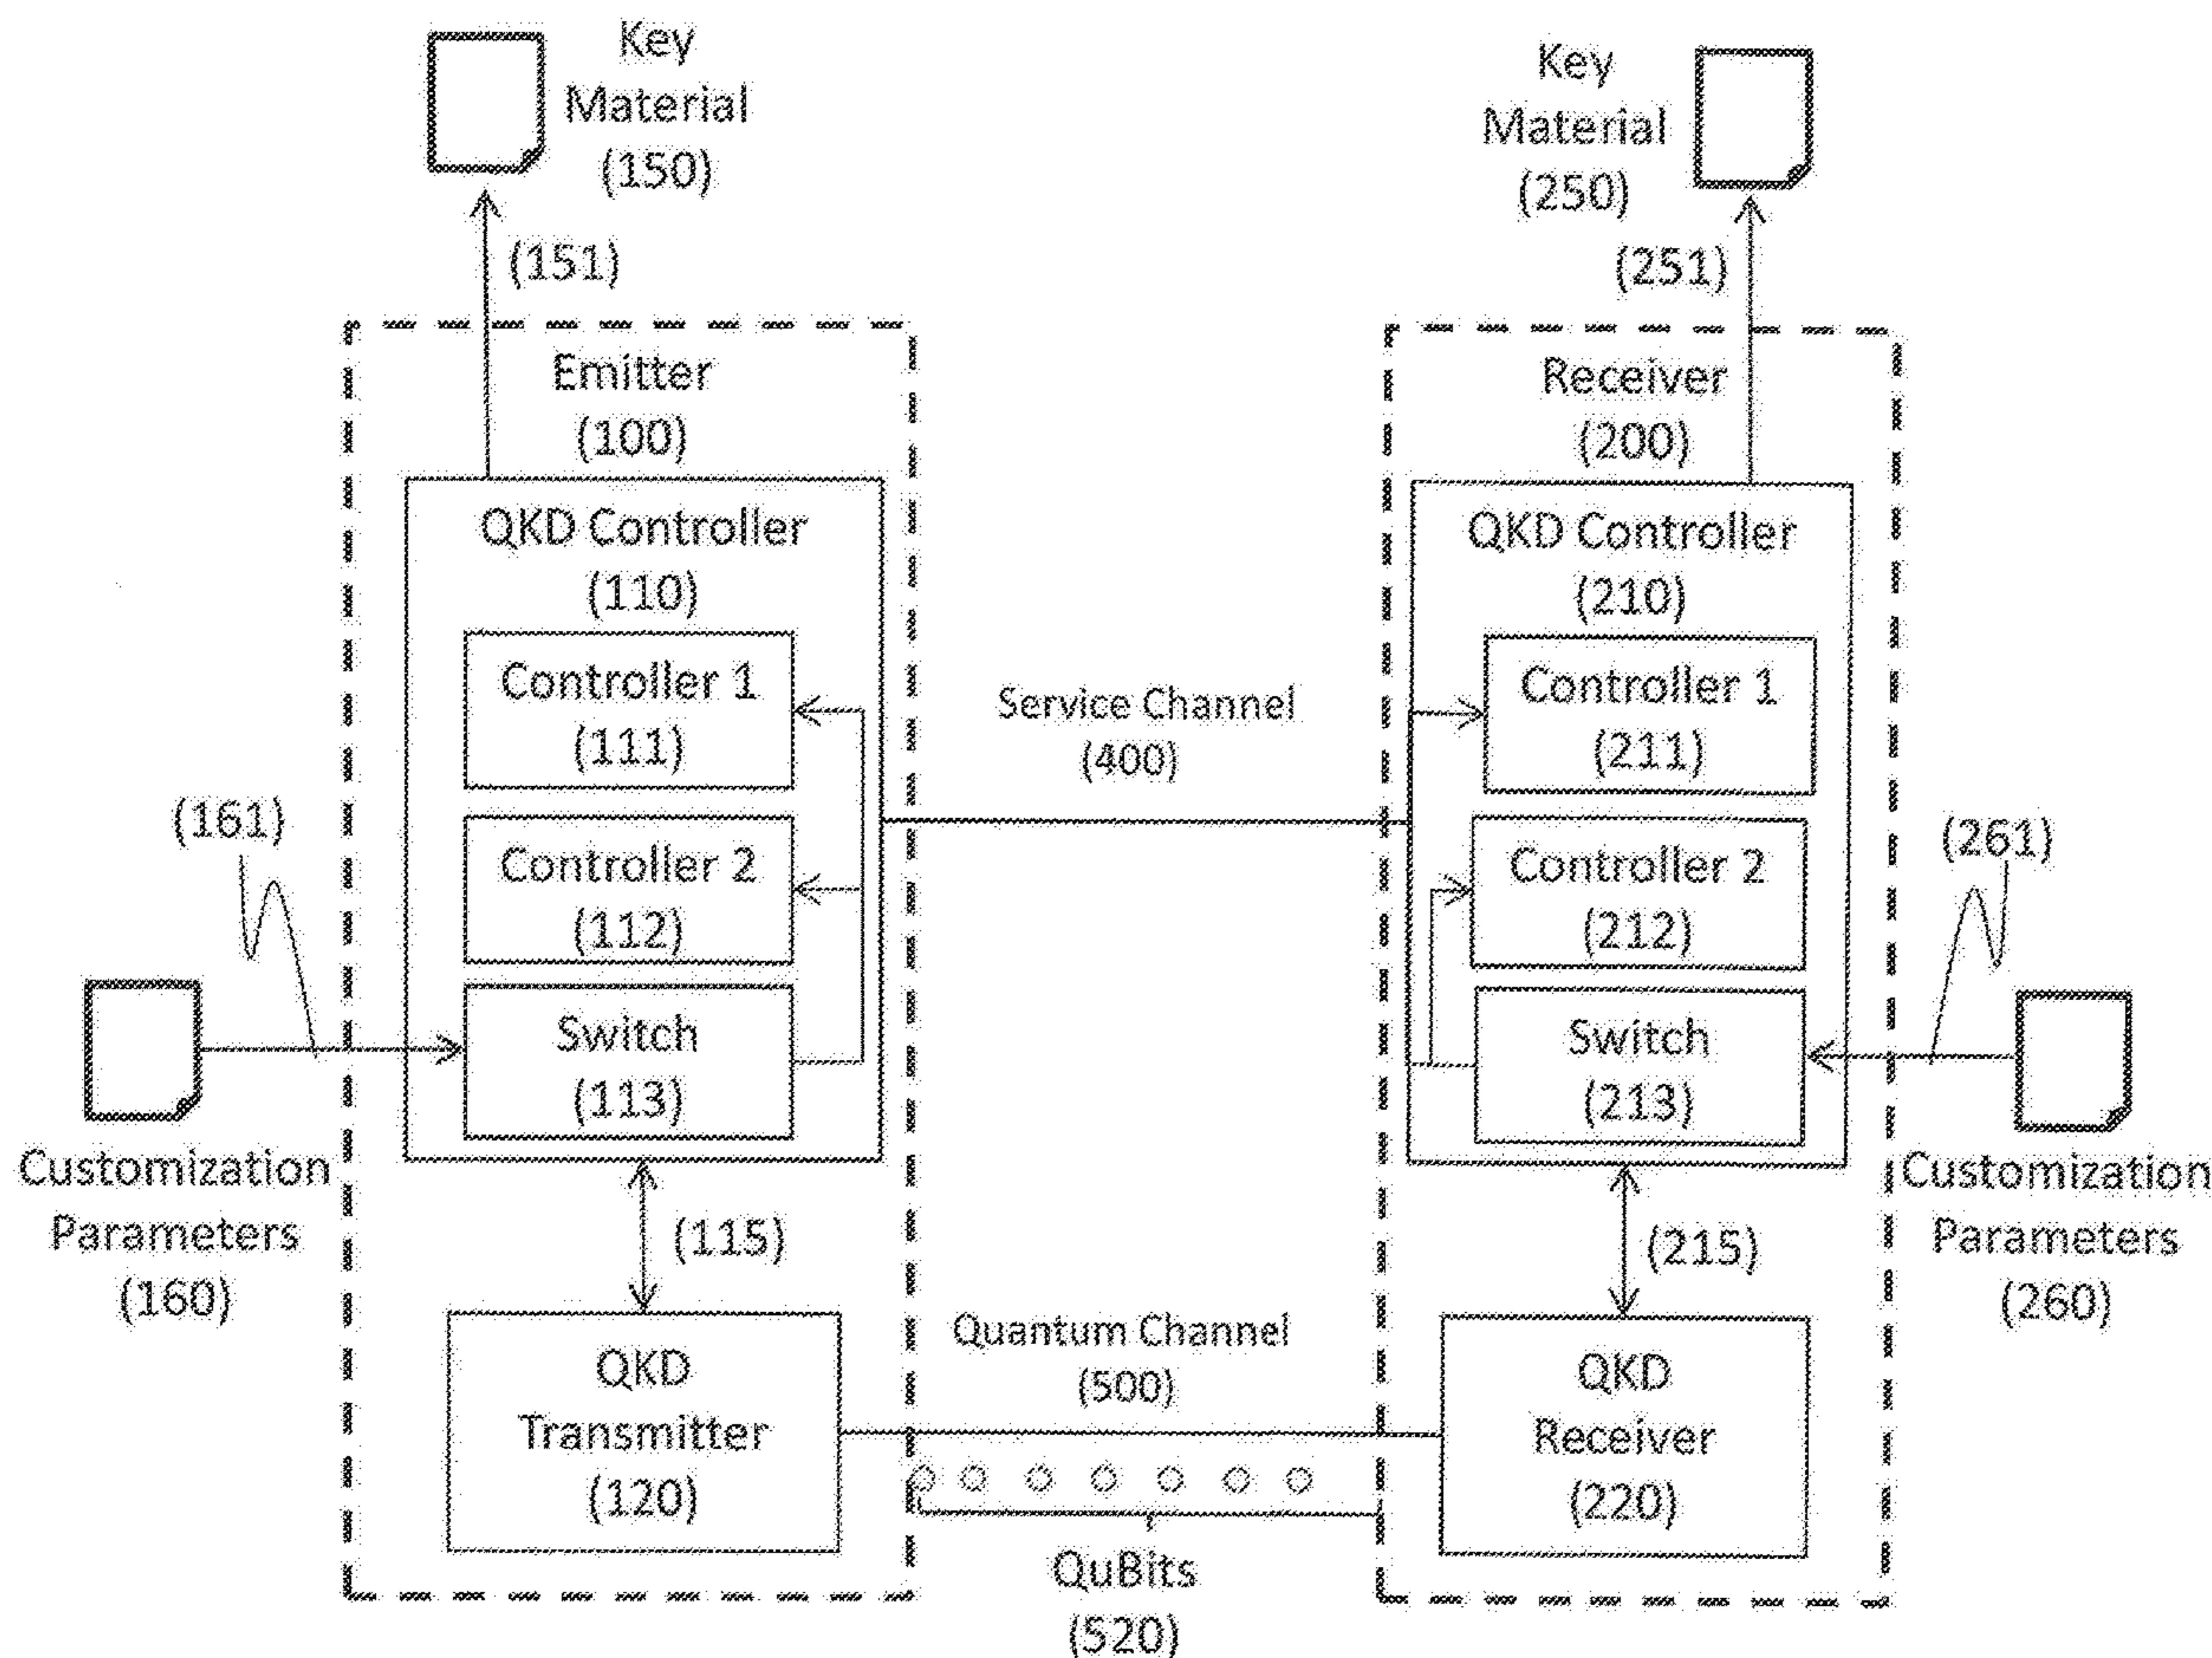 Key
Material
(150)
Key
Material
(250)
(151)
(251)
Emitter
(100)
Receiver
(200)
QKD Controller
(110)
QKD Controller
(210)
Controller 1
(111)
Service Channel
(400)
Controller 1
(211)
(161)
Controller 2
(112)
Controller 2
(212)
(261)
Switch
(113)
Switch
(213)
Customization
Parameters
(160)
Customization
Parameters
(260)
(115)
(215)
QKD
Transmitter
(120)
Quantum Channel
(500)
QKD
Receiver
(220)
QuBits
(520)